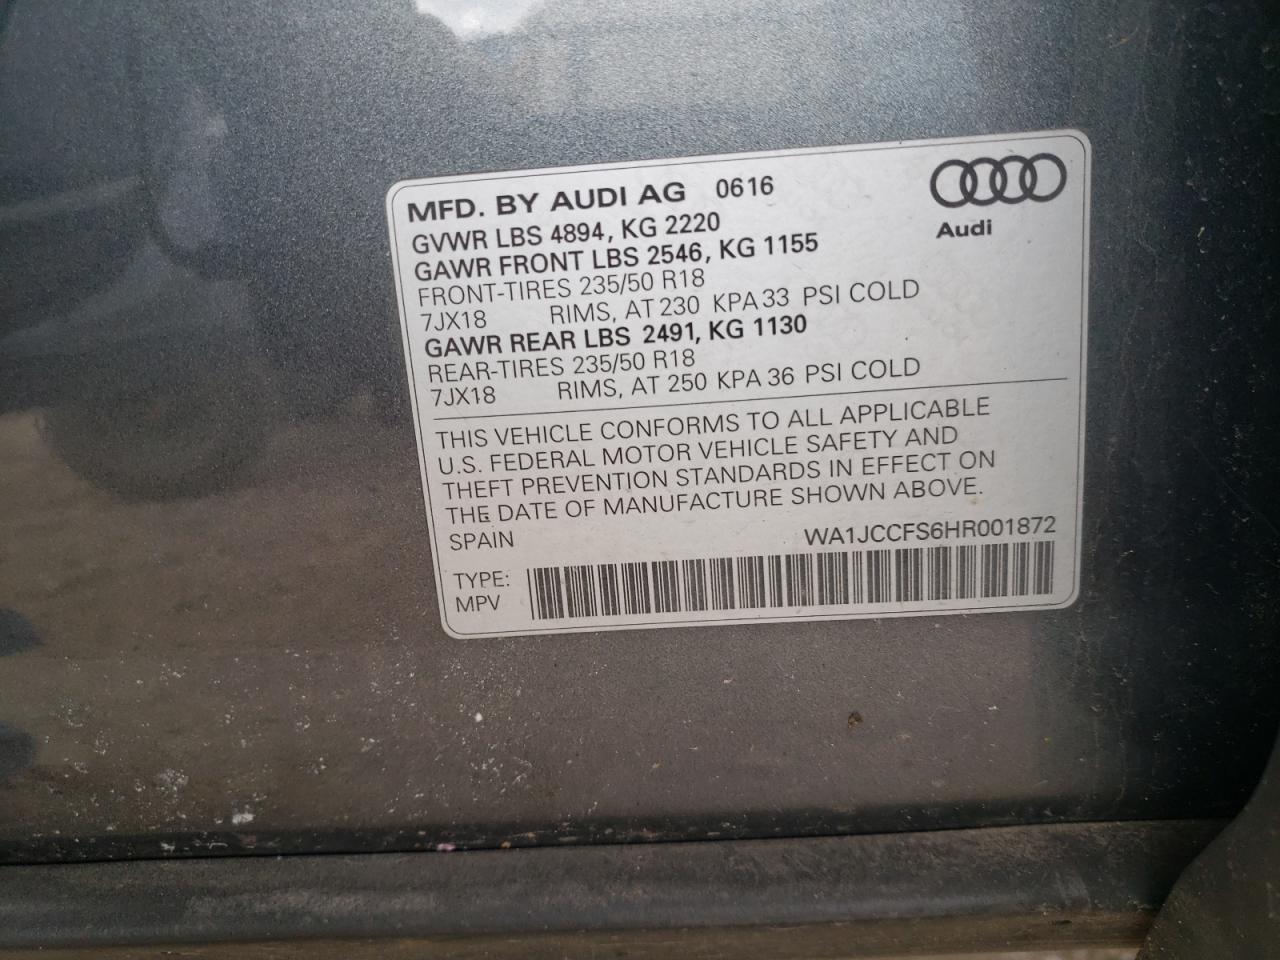 MFD. BY AUDI AG 0616
Audi
GVWR LBS 4894, KG 2220
GAWR FRONT LBS 2546, KG 1155
FRONT-TIRES 235/50 R18
7JX18 RIMS, AT 230 KPA 33 PSI COLD
GAWR REAR LBS 2491, KG 1130
REAR-TIRES 235/50 R18
7JX18 RIMS, AT 250 KPA 36 PSI COLD
THIS VEHICLE CONFORMS TO ALL APPLICABLE
U.S. FEDERAL MOTOR VEHICLE SAFETY AND
THEFT PREVENTION STANDARDS IN EFFECT ON
THE DATE OF MANUFACTURE SHOWN ABOVE.
SPAIN WA1JCCFS6HR001872
TYPE:
MPV